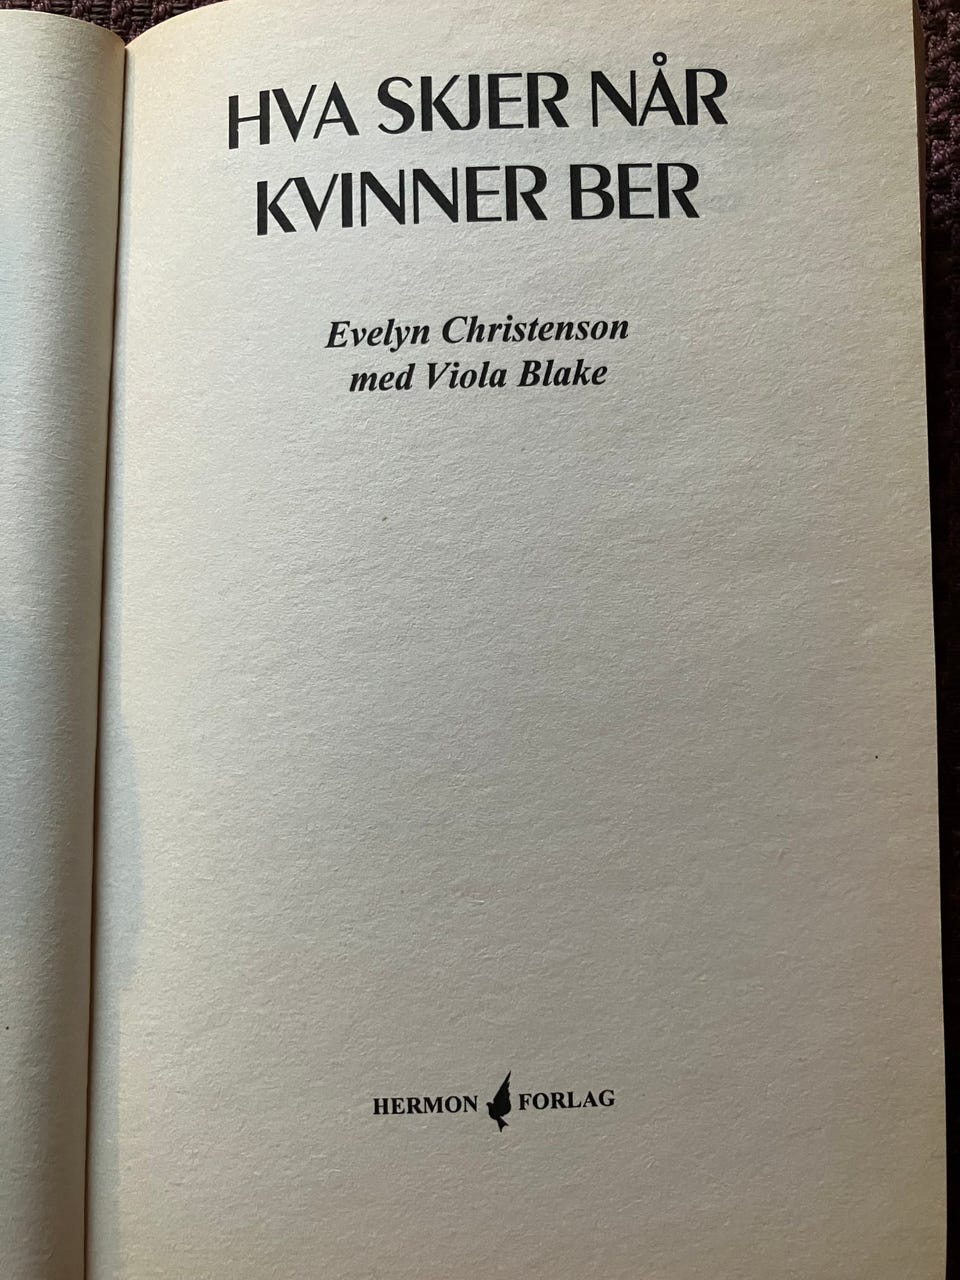 HVA SKJER NÅR
KVINNER BER
Evelyn Christenson
med Viola Blake
HERMON FORLAG